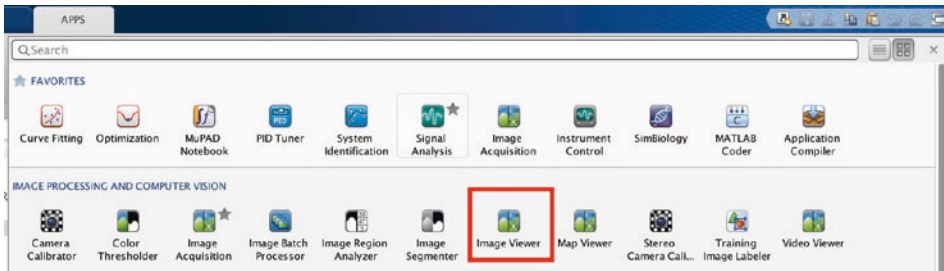 APPS
Search
FAVORITES
Curve Fitting Optimization MuPAD Notebook PID Tuner System Identification Signal Analysis Image Acquisition Instrument Control SimBiology MATLAB Coder Application Compiler
IMAGE PROCESSING AND COMPUTER VISION
Camera Calibrator Color Thresholder Image Acquisition Image Batch Processor Image Region Analyzer Image Segmenter Image Viewer Map Viewer Stereo Camera Cali... Training Image Labeler Video Viewer